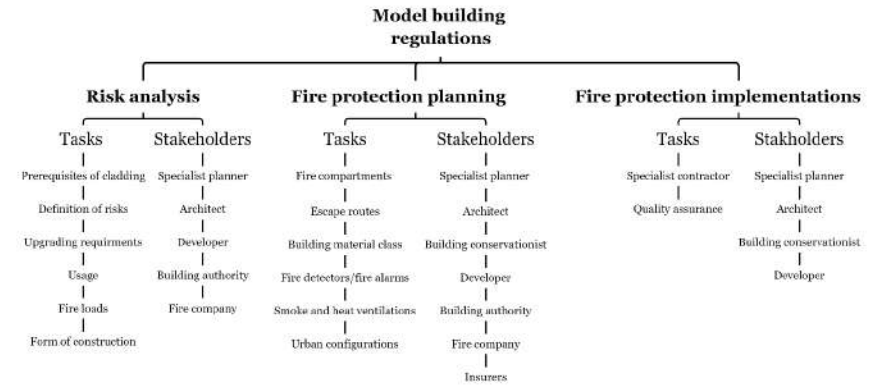 Model building
regulations
Risk analysis
Fire protection planning
Fire protection implementations
Tasks
Stakeholders
Tasks
Stakeholders
Tasks
Stakholders
Prerequisites of cladding
Specialist planner
Fire compartments
Specialist planner
Specialist contractor
Specialist planner
Definition of risks
Architect
Escape routes
Architect
Quality assurance
Architect
Upgrading requirments
Developer
Building material class
Building conservationist
Building conservationist
Usage
Building authority
Fire detectors/fire alarms
Developer
Developer
Fire loads
Fire company
Smoke and heat ventilations
Building authority
Form of construction
Urban configurations
Fire company
Insurers